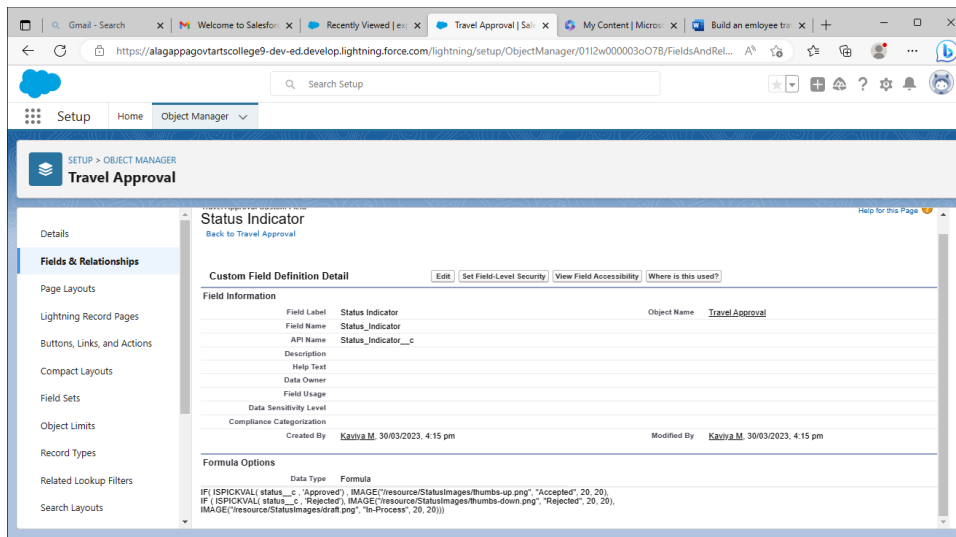 Gmail - Search
Welcome to Salesfor
Recently Viewed | ex
Travel Approval | Sale
My Content | Micros
Build an emloyee tra
https://alagappagovtartscollege9-dev-ed.develop.lightning.force.com/lightning/setup/ObjectManager/01I2w000003oO7B/FieldsAndRel...
Search Setup
Setup
Home
Object Manager
SETUP > OBJECT MANAGER
Travel Approval
Details
Fields & Relationships
Page Layouts
Lightning Record Pages
Buttons, Links, and Actions
Compact Layouts
Field Sets
Object Limits
Record Types
Related Lookup Filters
Search Layouts
Status Indicator
Help for this Page
Back to Travel Approval
Custom Field Definition Detail
Edit
Set Field-Level Security
View Field Accessibility
Where is this used?
Field Information
Field Label Status Indicator Object Name Travel Approval
Field Name Status_Indicator
API Name Status_Indicator__c
Description
Help Text
Data Owner
Field Usage
Data Sensitivity Level
Compliance Categorization
Created By Kaviya M, 30/03/2023, 4:15 pm Modified By Kaviya M, 30/03/2023, 4:15 pm
Formula Options
Data Type Formula
IF( ISPICKVAL( status__c , 'Approved') , IMAGE("/resource/StatusImages/thumbs-up.png", "Accepted", 20, 20),
IF ( ISPICKVAL( status__c , 'Rejected'), IMAGE("/resource/StatusImages/thumbs-down.png", "Rejected", 20, 20),
IMAGE("/resource/StatusImages/draft.png", "In-Process", 20, 20)))